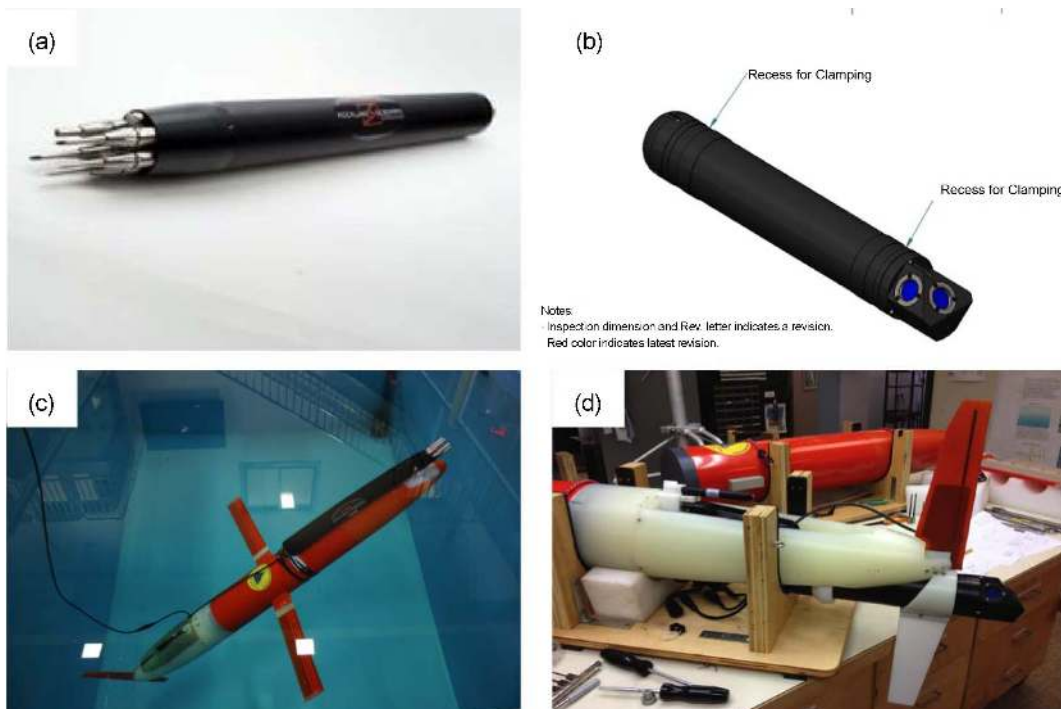 (a)
(b)
Recess for Clamping
Recess for Clamping
Notes:
- Inspection dimension and Rev. letter indicates a revision.
Red color indicates latest revision.
(c)
(d)